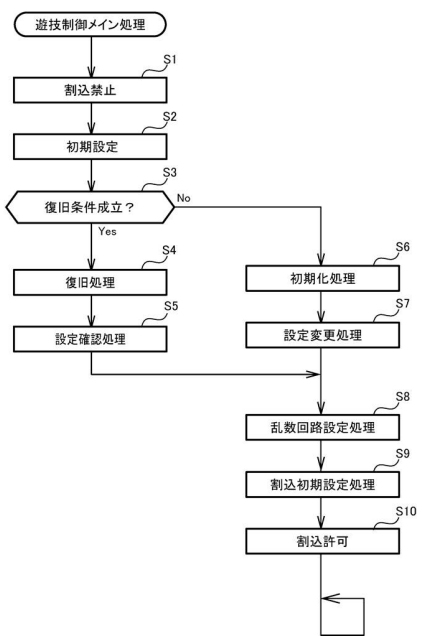 遊技制御メイン処理
S1
割込禁止
S2
初期設定
S3
復旧条件成立？
No
Yes
S4
復旧処理
S5
設定確認処理
S6
初期化処理
S7
設定変更処理
S8
乱数回路設定処理
S9
割込初期設定処理
S10
割込許可